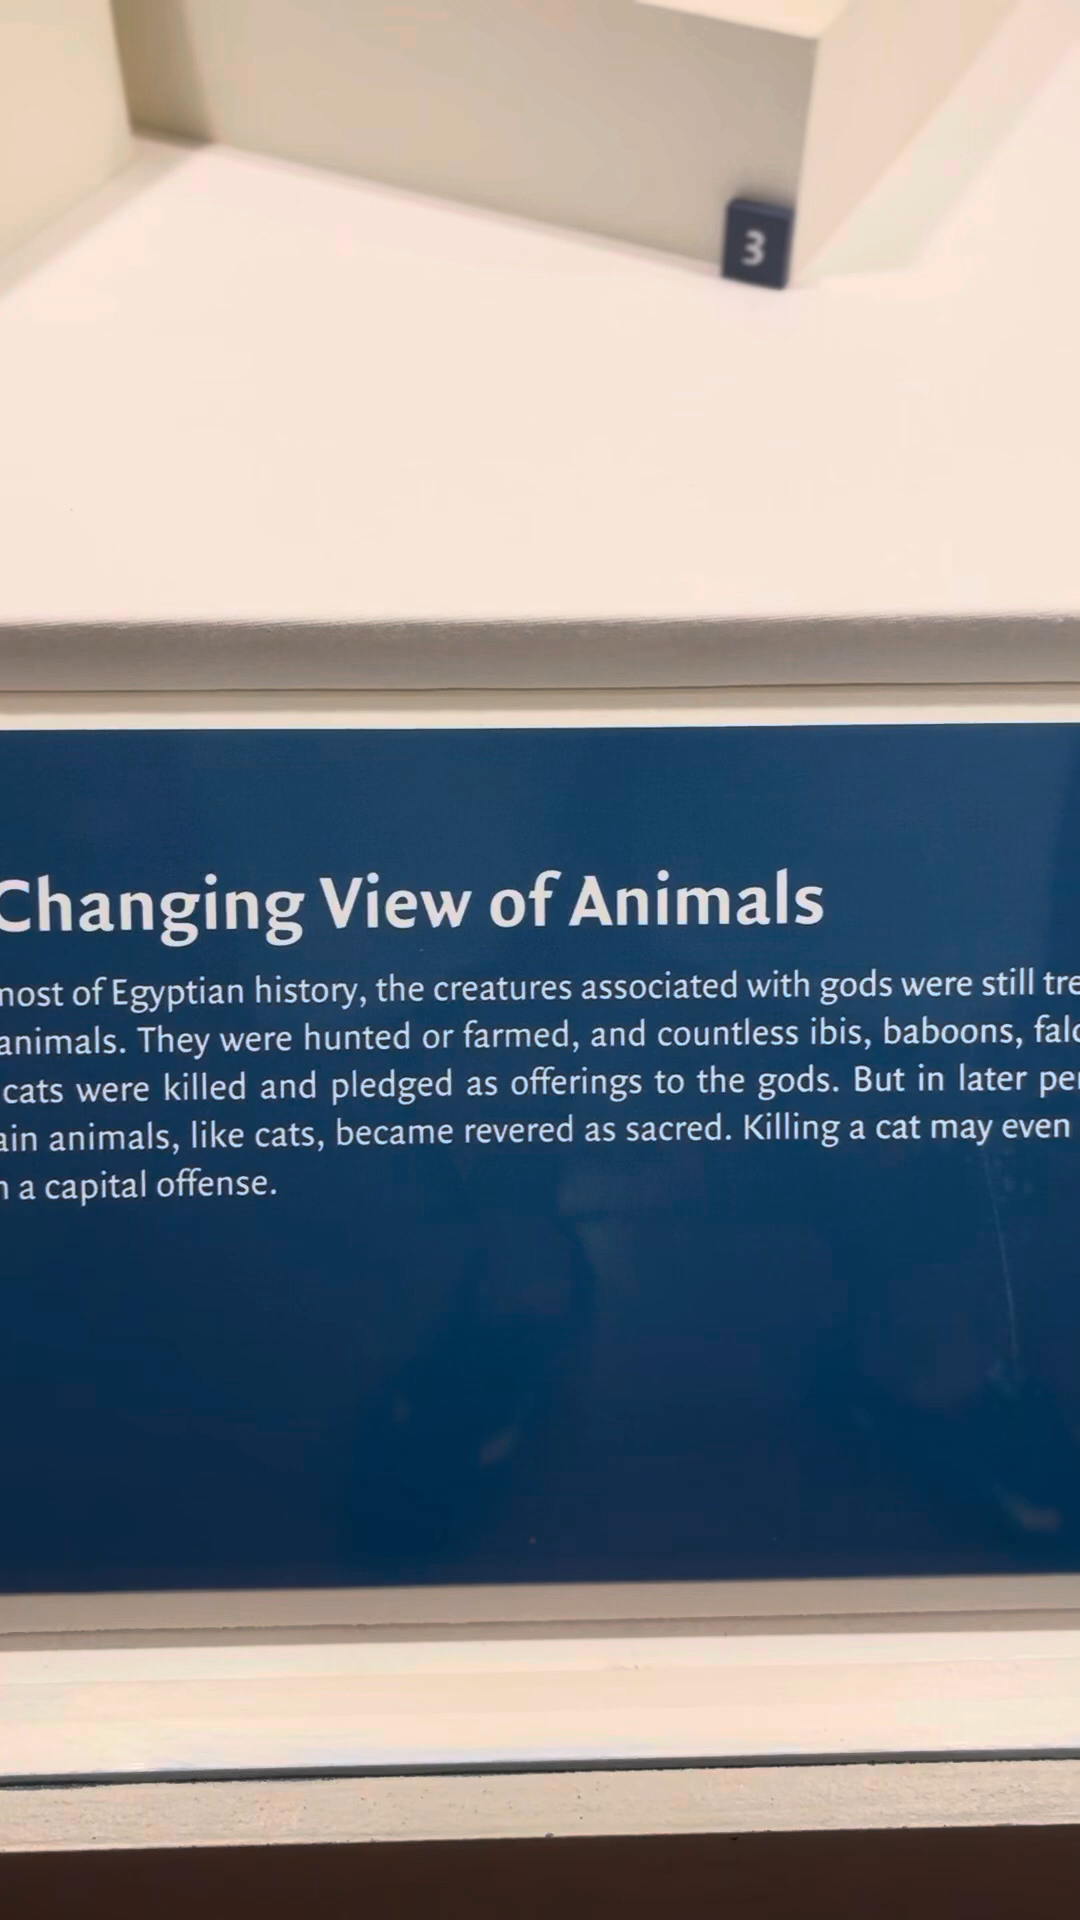 3
Changing View of Animals
most of Egyptian history, the creatures associated with gods were still tre
animals. They were hunted or farmed, and countless ibis, baboons, falc
cats were killed and pledged as offerings to the gods. But in later per
ain animals, like cats, became revered as sacred. Killing a cat may even
n a capital offense.